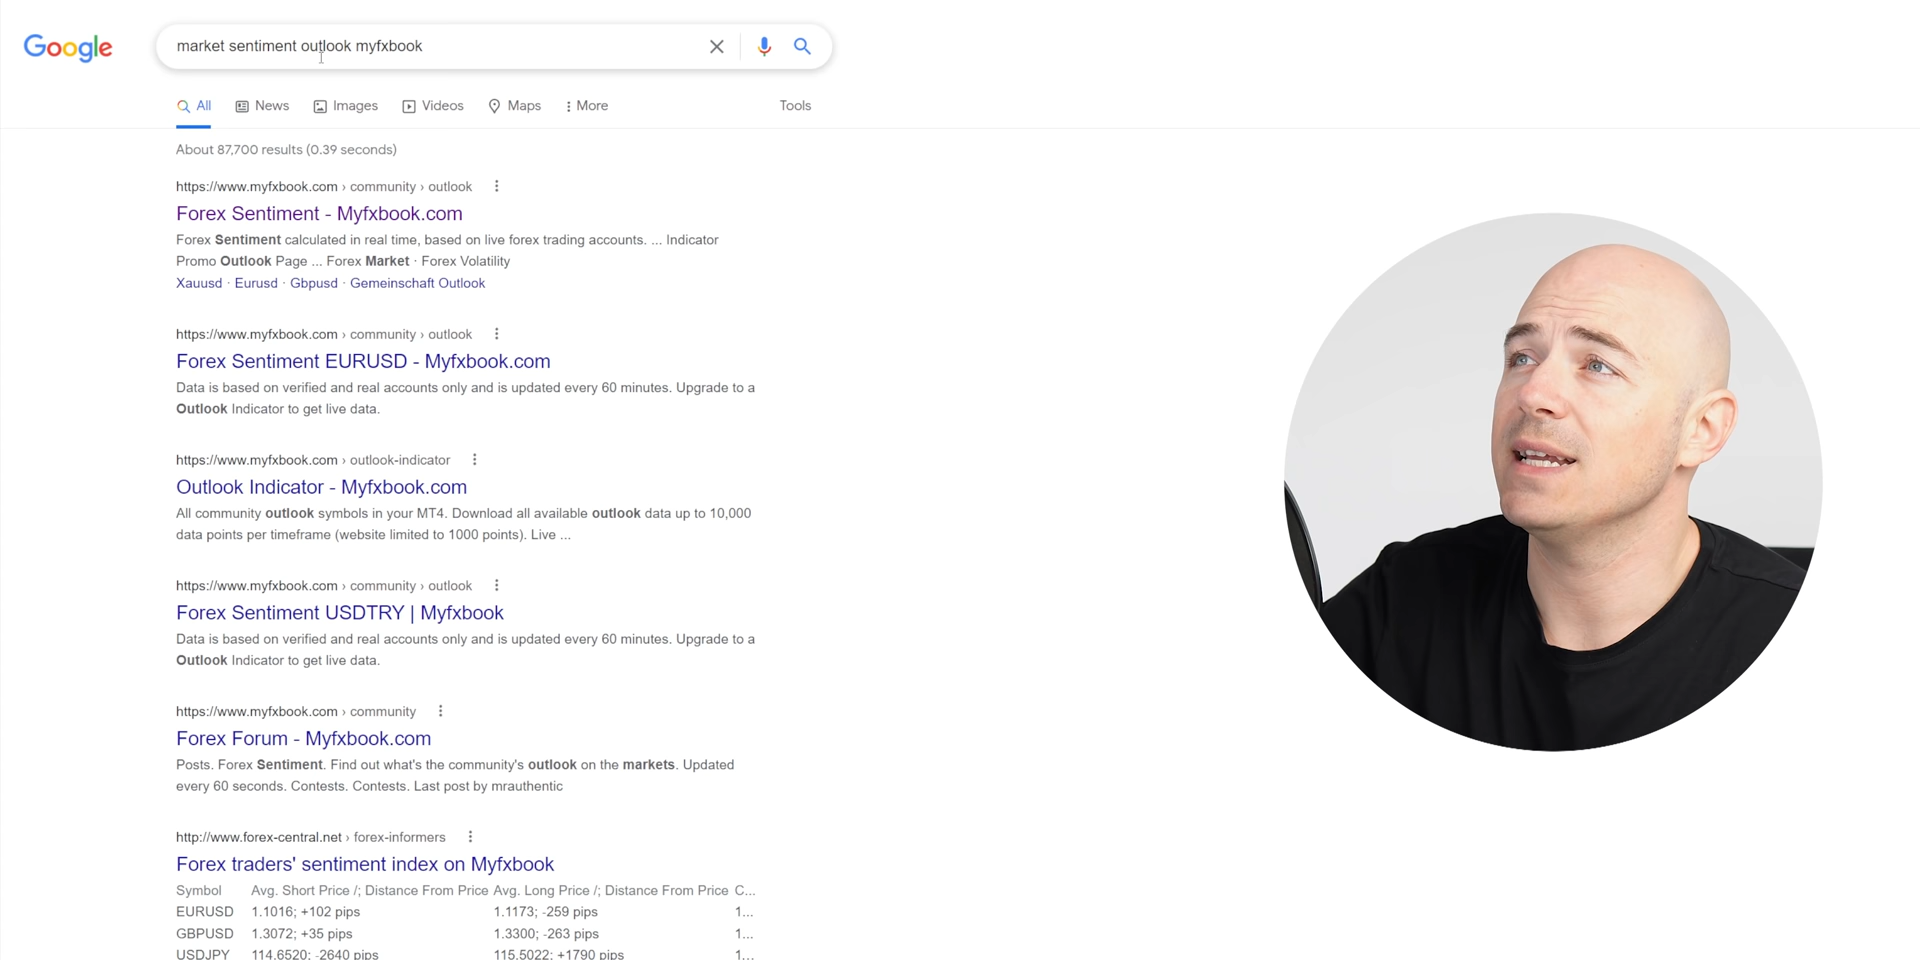 Google
market sentiment outlook myfxbook
All News Images Videos Maps More Tools
About 87,700 results (0.39 seconds)
https://www.myfxbook.com › community › outlook
Forex Sentiment - Myfxbook.com
Forex Sentiment calculated in real time, based on live forex trading accounts. ... Indicator
Promo Outlook Page ... Forex Market · Forex Volatility
Xauusd · Eurusd · Gbpusd · Gemeinschaft Outlook
https://www.myfxbook.com › community › outlook
Forex Sentiment EURUSD - Myfxbook.com
Data is based on verified and real accounts only and is updated every 60 minutes. Upgrade to a
Outlook Indicator to get live data.
https://www.myfxbook.com › outlook-indicator
Outlook Indicator - Myfxbook.com
All community outlook symbols in your MT4. Download all available outlook data up to 10,000
data points per timeframe (website limited to 1000 points). Live ...
https://www.myfxbook.com › community › outlook
Forex Sentiment USDTRY | Myfxbook
Data is based on verified and real accounts only and is updated every 60 minutes. Upgrade to a
Outlook Indicator to get live data.
https://www.myfxbook.com › community
Forex Forum - Myfxbook.com
Posts. Forex Sentiment. Find out what's the community's outlook on the markets. Updated
every 60 seconds. Contests. Contests. Last post by mrauthentic
http://www.forex-central.net › forex-informers
Forex traders' sentiment index on Myfxbook
Symbol Avg. Short Price /; Distance From Price Avg. Long Price /; Distance From Price C...
EURUSD 1.1016; +102 pips 1.1173; -259 pips 1...
GBPUSD 1.3072; +35 pips 1.3300; -263 pips 1...
USDJPY 114.6520; -2640 pips 115.5022; +1790 pips 1...